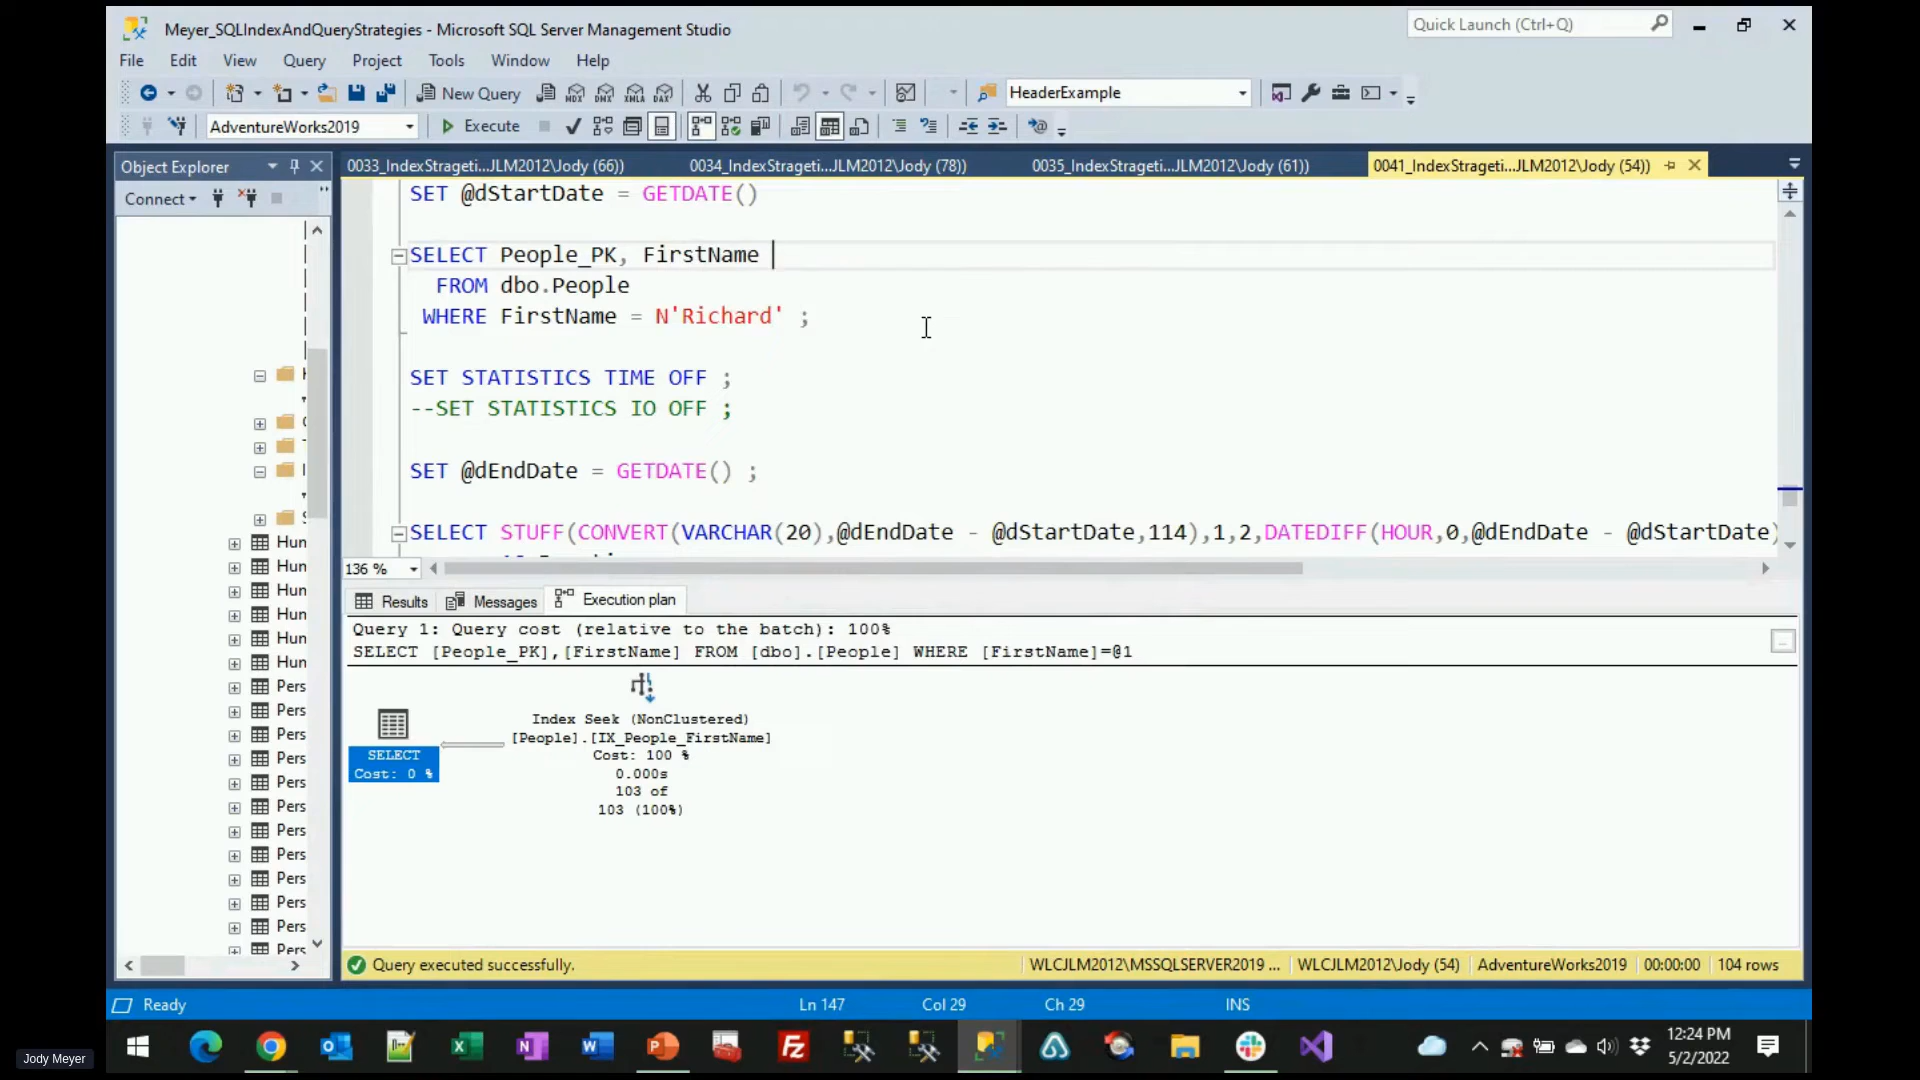 Meyer_SQLIndexAndQueryStrategies - Microsoft SQL Server Management Studio
Quick Launch (Ctrl+Q)
File Edit View Query Project Tools Window Help
New Query HeaderExample
AdventureWorks2019 Execute
Object Explorer
0033_IndexStrageti...JLM2012\Jody (66))
0034_IndexStrageti...JLM2012\Jody (78))
0035_IndexStrageti...JLM2012\Jody (61))
0041_IndexStrageti...JLM2012\Jody (54))
Connect
SET @dStartDate = GETDATE()
SELECT People_PK, FirstName
FROM dbo.People
WHERE FirstName = N'Richard' ;
SET STATISTICS TIME OFF ;
--SET STATISTICS IO OFF ;
SET @dEndDate = GETDATE() ;
SELECT STUFF(CONVERT(VARCHAR(20),@dEndDate - @dStartDate,114),1,2,DATEDIFF(HOUR,0,@dEndDate - @dStartDate)
136 %
Hun
Hun
Hun
Hun
Hun
Hun
Pers
Pers
Pers
Pers
Pers
Pers
Pers
Pers
Pers
Pers
Pers
Pers
Results Messages Execution plan
Query 1: Query cost (relative to the batch): 100%
SELECT [People_PK],[FirstName] FROM [dbo].[People] WHERE [FirstName]=@1
SELECT
Cost: 0 %
Index Seek (NonClustered)
[People].[IX_People_FirstName]
Cost: 100 %
0.000s
103 of
103 (100%)
Query executed successfully.
WLCJLM2012\MSSQLSERVER2019 ... WLCJLM2012\Jody (54) AdventureWorks2019 00:00:00 104 rows
Ready Ln 147 Col 29 Ch 29 INS
12:24 PM
5/2/2022
Jody Meyer